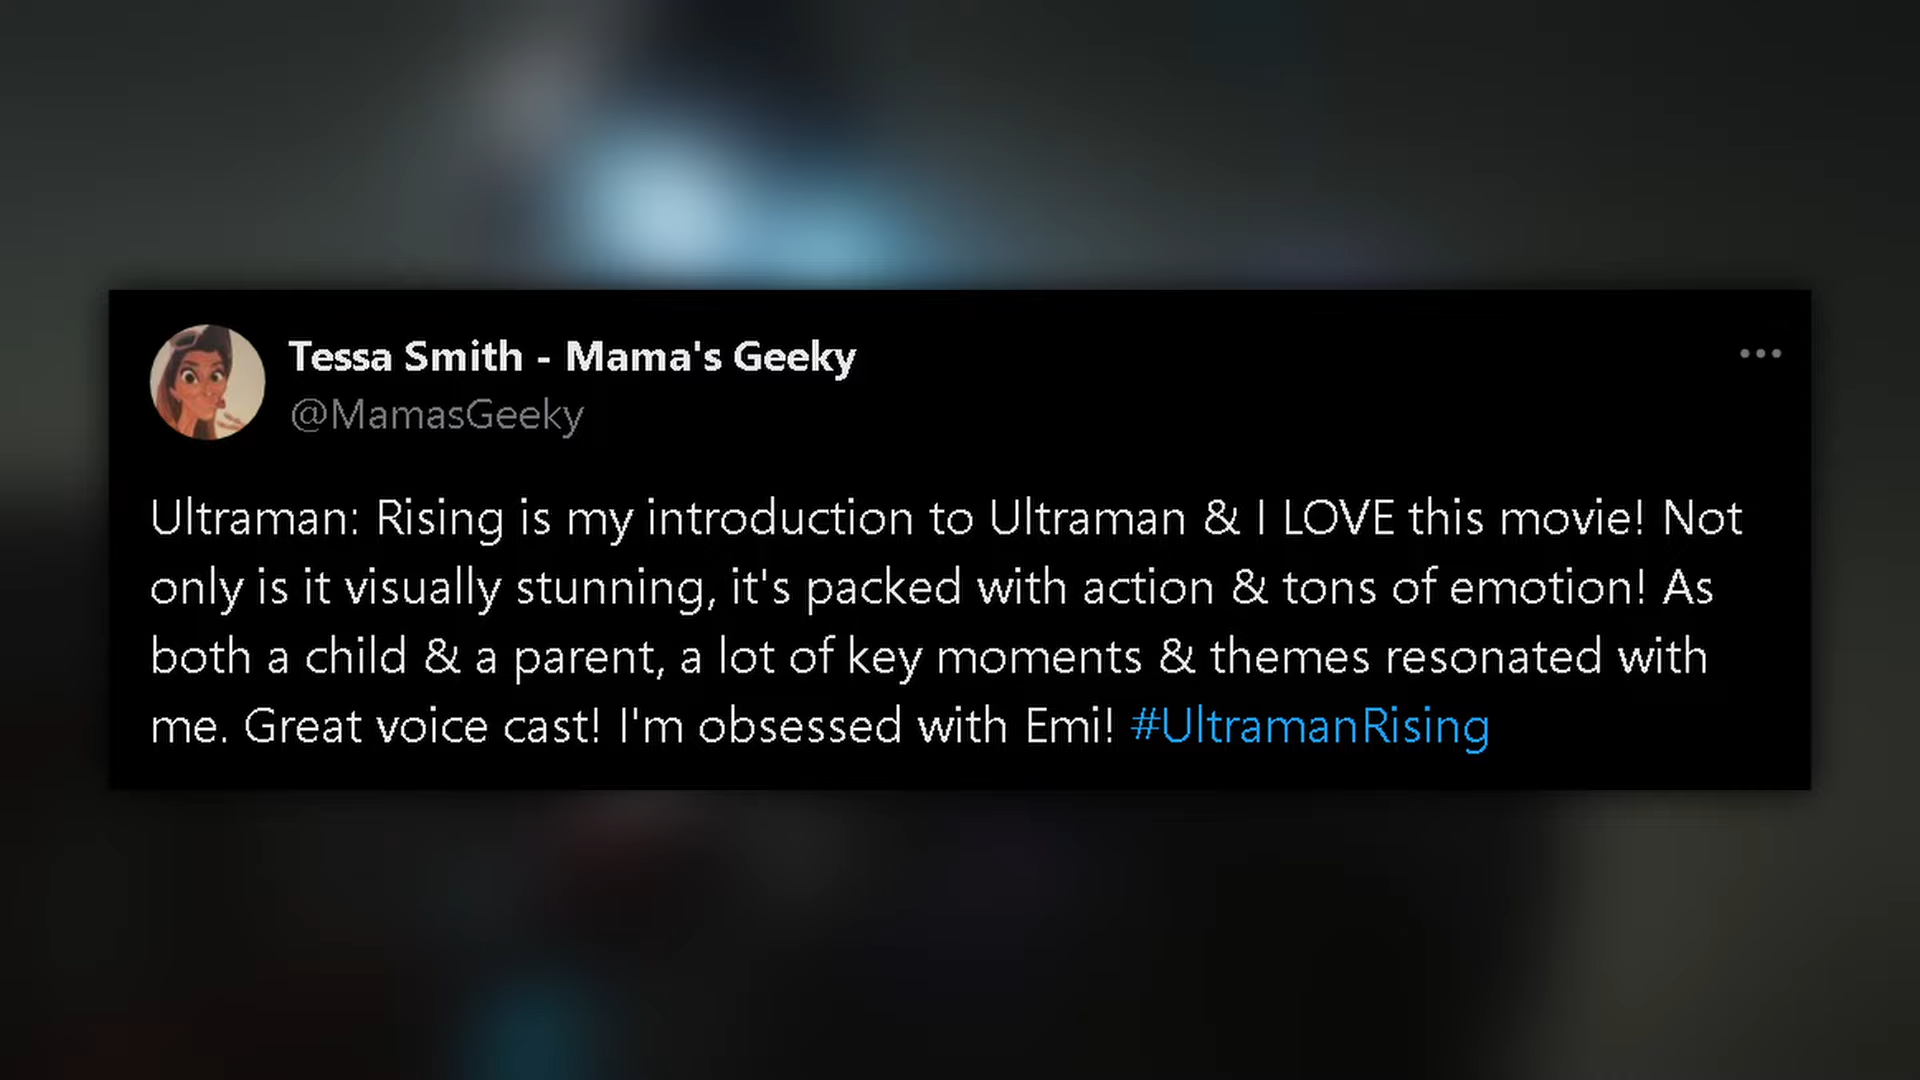 Tessa Smith - Mama's Geeky
@MamasGeeky
Ultraman: Rising is my introduction to Ultraman & I LOVE this movie! Not
only is it visually stunning, it's packed with action & tons of emotion! As
both a child & a parent, a lot of key moments & themes resonated with
me. Great voice cast! I'm obsessed with Emi! #UltramanRising